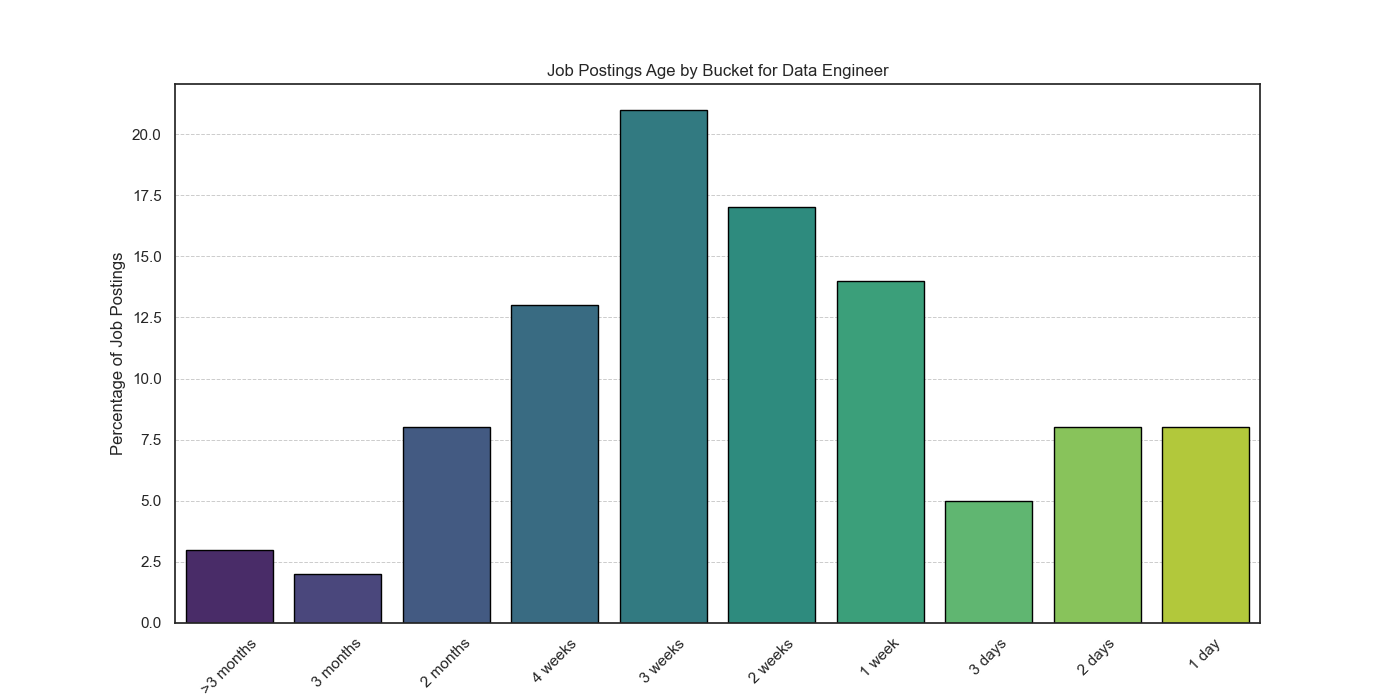 Job Postings Age by Bucket for Data Engineer
Percentage of Job Postings
20.0
17.5
15.0
12.5
10.0
7.5
5.0
2.5
0.0
>3 months
3 months
2 months
4 weeks
3 weeks
2 weeks
1 week
3 days
2 days
1 day